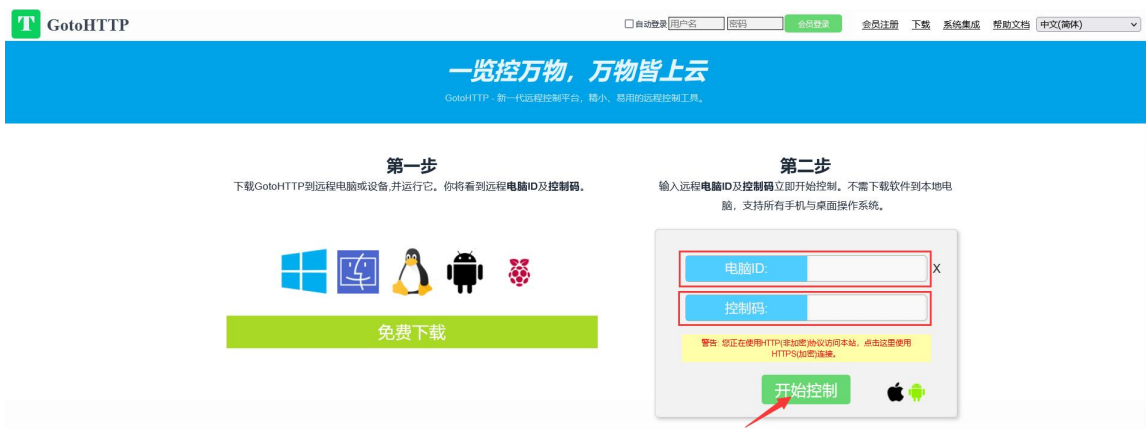 T GotoHTTP
自动登录 用户名 密码 会员登录 会员注册 下载 系统集成 帮助文档 中文(简体)
一览控万物，万物皆上云
GotoHTTP - 新一代远程控制平台，精小、易用的远程控制工具。
第一步
下载GotoHTTP到远程电脑或设备,并运行它。你将看到远程电脑ID及控制码。
免费下载
第二步
输入远程电脑ID及控制码立即开始控制。不需下载软件到本地电
脑，支持所有手机与桌面操作系统。
电脑ID: X
控制码:
警告: 您正在使用HTTP(非加密)协议访问本站，点击这里使用
HTTPS(加密)连接。
开始控制